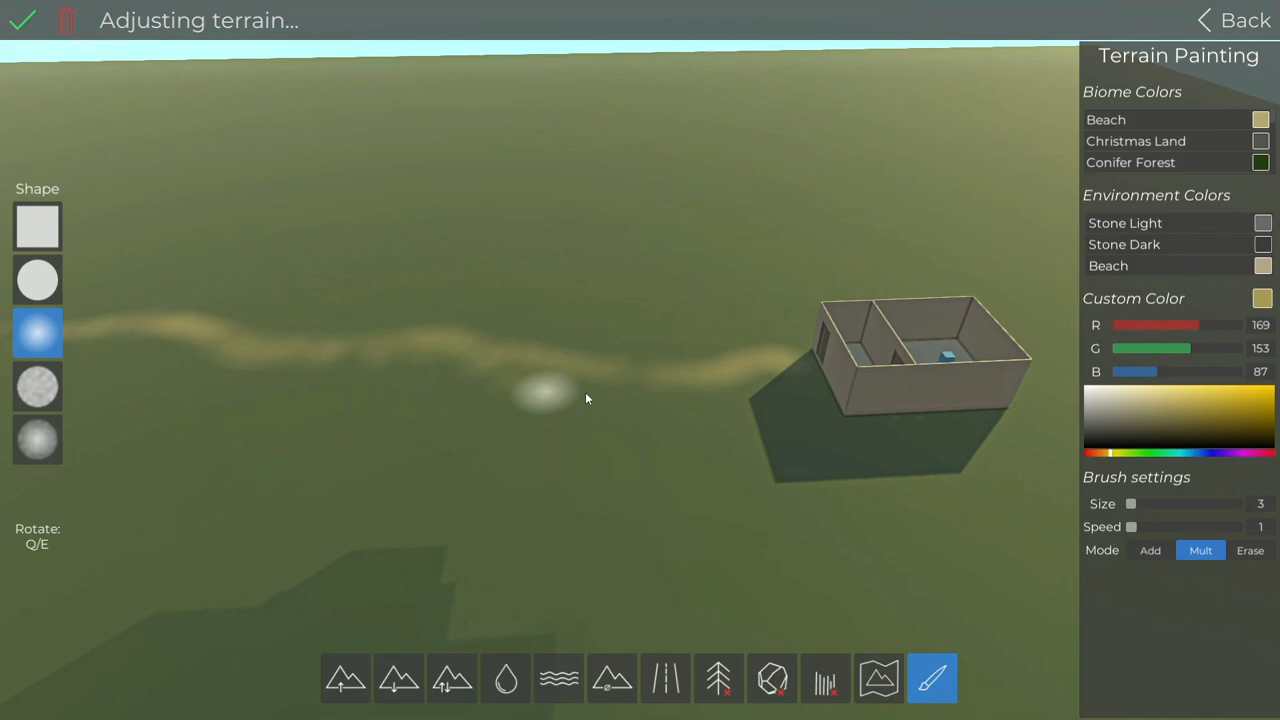 Adjusting terrain...
Back
Terrain Painting
Biome Colors
Beach
Christmas Land
Conifer Forest
Environment Colors
Stone Light
Stone Dark
Beach
Custom Color
R 169
G 153
B 87
Brush settings
Size 3
Speed 1
Mode Add Mult Erase
Shape
Rotate:
Q/E